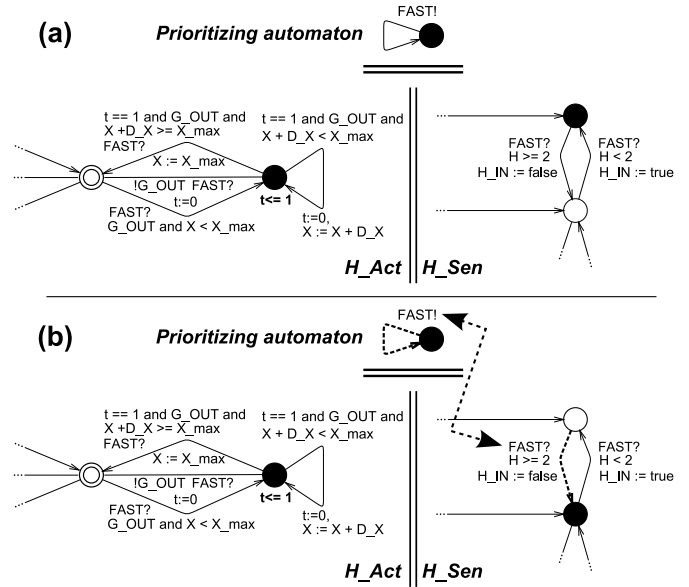 (a)
Prioritizing automaton
FAST!
t == 1 and G_OUT and
X +D_X >= X_max
FAST?
X := X_max
!G_OUT FAST?
t:=0
FAST?
G_OUT and X < X_max
t<= 1
t == 1 and G_OUT and
X + D_X < X_max
t:=0,
X := X + D_X
H_Act
H_Sen
...
...
FAST?
H >= 2
H_IN := false
FAST?
H < 2
H_IN := true
(b)
Prioritizing automaton
FAST!
t == 1 and G_OUT and
X +D_X >= X_max
FAST?
X := X_max
!G_OUT FAST?
t:=0
FAST?
G_OUT and X < X_max
t<= 1
t == 1 and G_OUT and
X + D_X < X_max
t:=0,
X := X + D_X
H_Act
H_Sen
...
...
FAST?
H >= 2
H_IN := false
FAST?
H < 2
H_IN := true